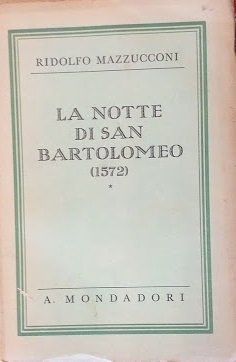 RIDOLFO MAZZUCCONI
LA NOTTE
DI SAN
BARTOLOMEO
(1572)
*
A. MONDADORI